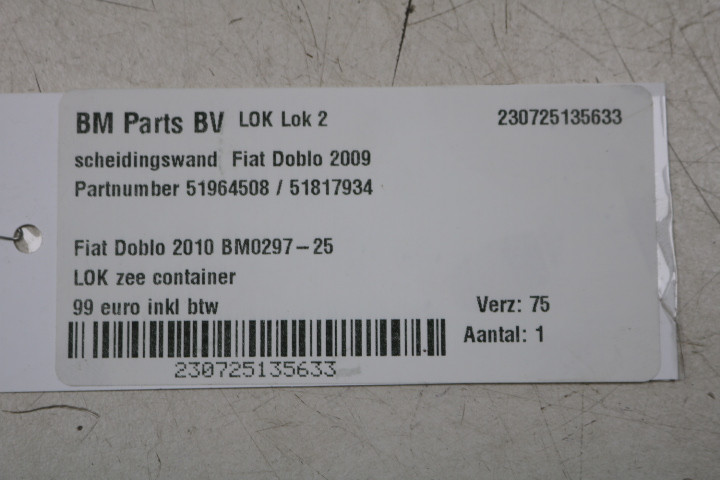 BM Parts BV LOK Lok 2 230725135633
scheidingswand Fiat Doblo 2009
Partnumber 51964508 / 51817934
Fiat Doblo 2010 BM0297-25
LOK zee container
99 euro inkl btw Verz: 75
Aantal: 1
230725135633